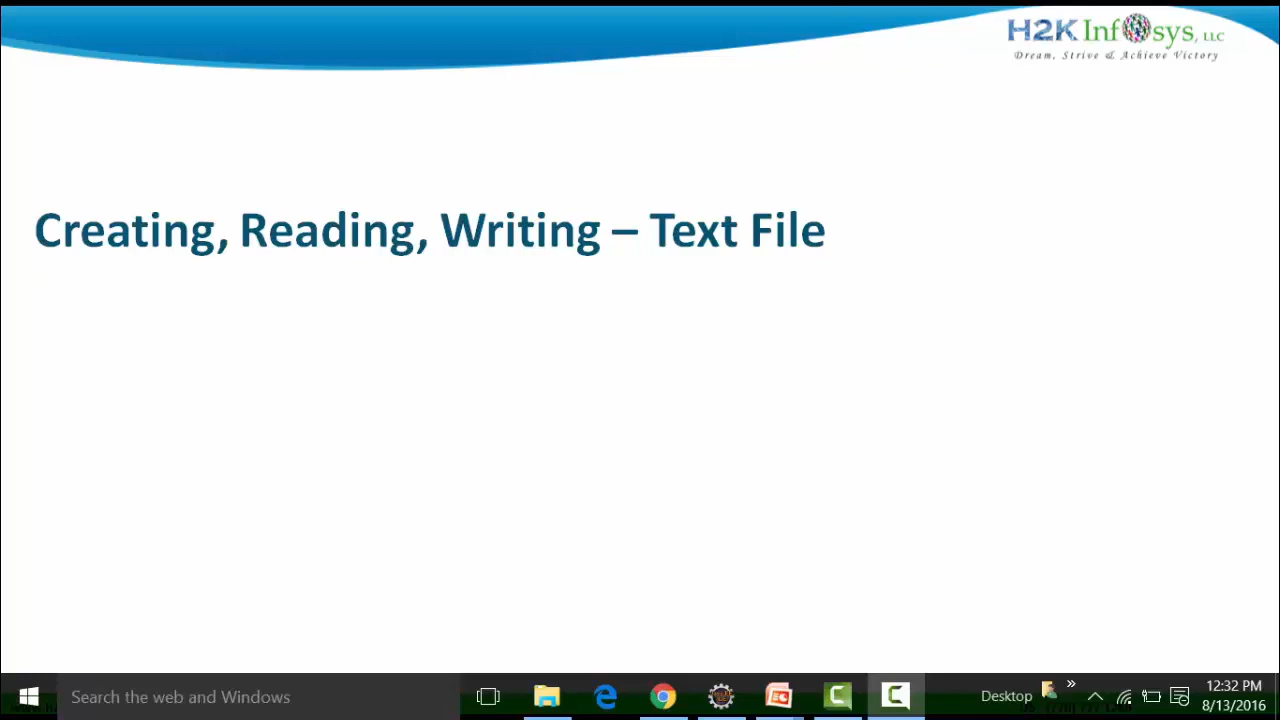 H2K Infosys, LLC
Dream, Strive & Achieve Victory
Creating, Reading, Writing – Text File
Search the web and Windows
Desktop
12:32 PM
8/13/2016